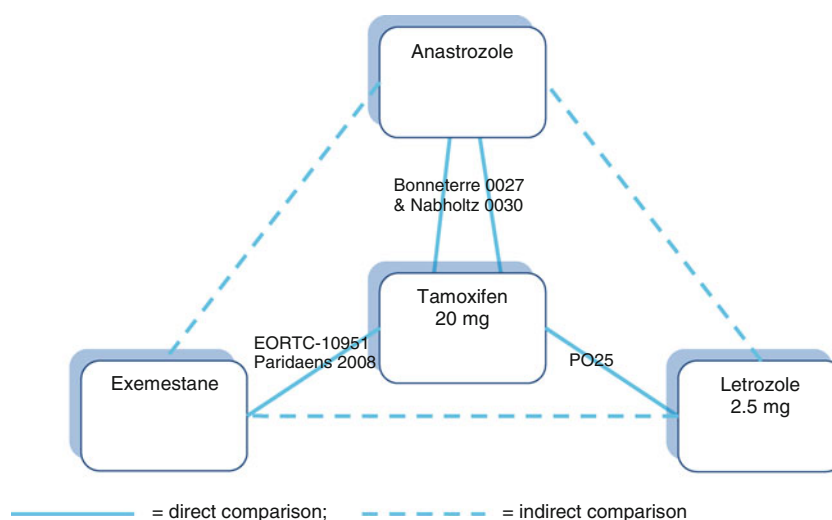 Anastrozole
Bonneterre 0027
& Nabholtz 0030
Tamoxifen
20 mg
EORTC-10951
Paridaens 2008
PO25
Exemestane
Letrozole
2.5 mg
= direct comparison;
= indirect comparison